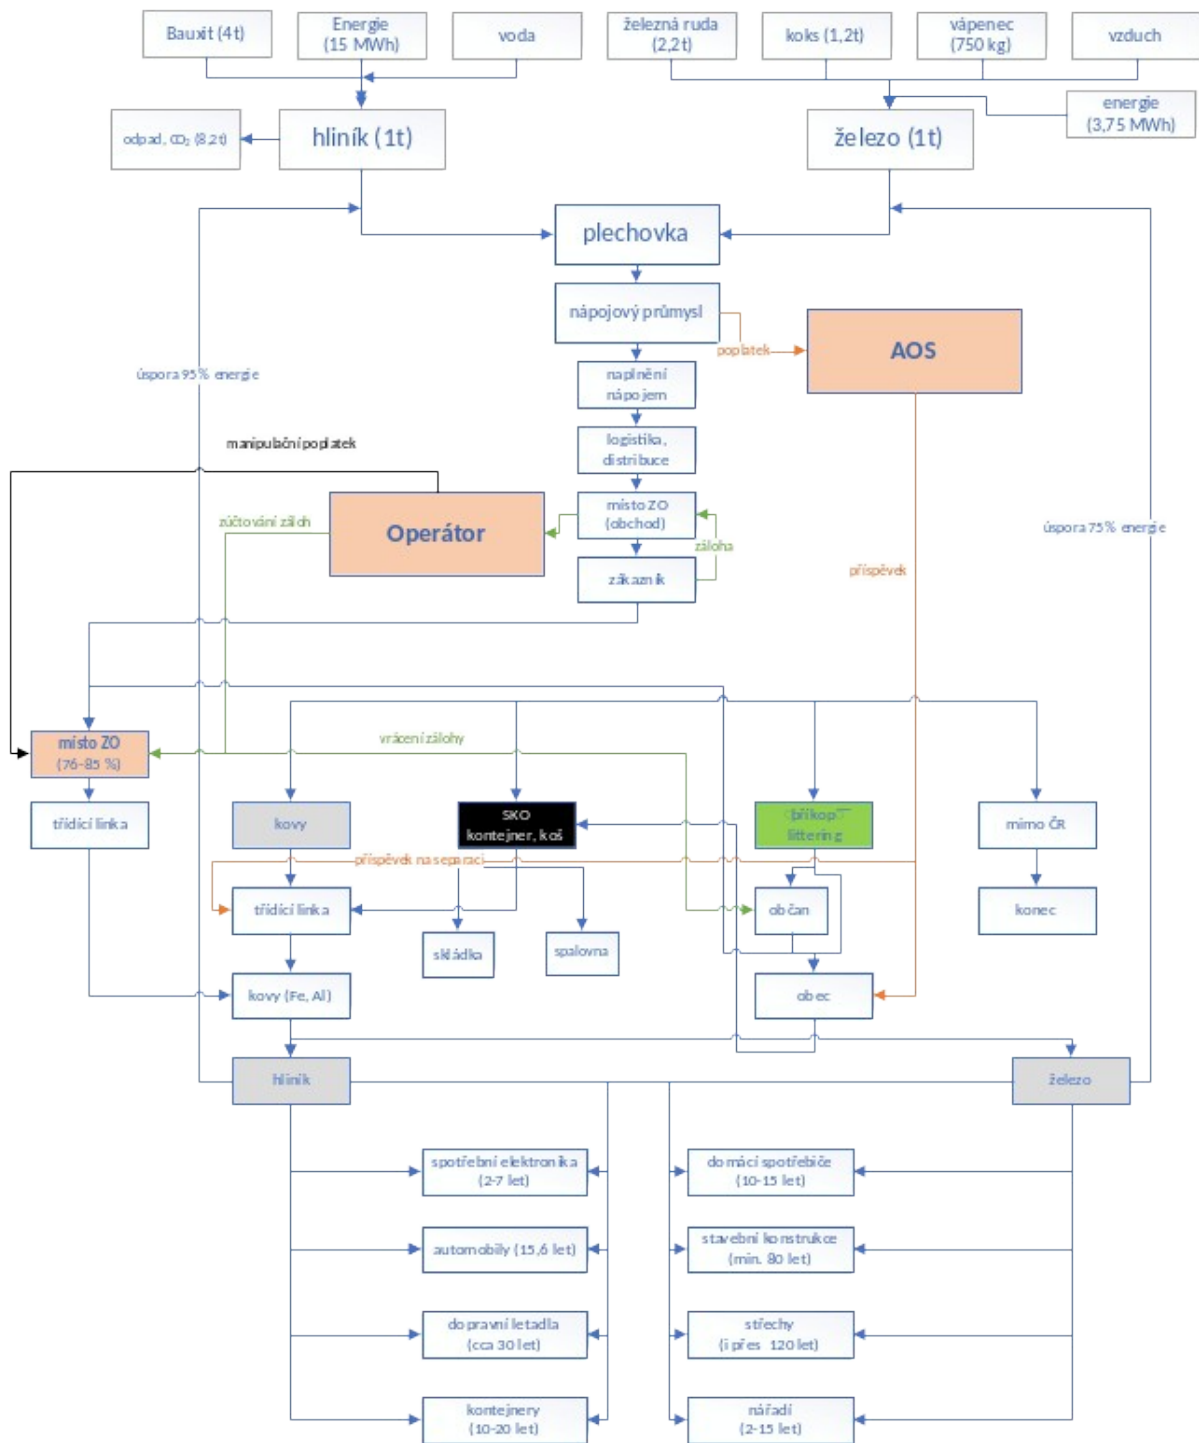 Bauxit (4t)
Energie
(15 MWh)
voda
železná ruda
(2,2t)
koks (1,2t)
vápenec
(750 kg)
vzduch
energie
(3,75 MWh)
odpad, CO₂ (8,2t)
hliník (1t)
železo (1t)
plechovka
nápojový průmysl
poplatek
AOS
úspora 95% energie
naplnění
nápojem
manipulační poplatek
logistika,
distribuce
zúčtování záloh
Operátor
místo ZO
(obchod)
záloha
úspora 75% energie
zákazník
příspěvek
místo ZO
(76-85 %)
vrácení zálohy
třídící linka
kovy
SKO
kontejner, koš
příkop
littering
mimo ČR
příspěvek na separaci
třídící linka
občan
konec
skládka
spalovna
kovy (Fe, Al)
obec
hliník
železo
spotřební elektronika
(2-7 let)
domácí spotřebiče
(10-15 let)
automobily (15,6 let)
stavební konstrukce
(min. 80 let)
dopravní letadla
(cca 30 let)
střechy
(i přes 120 let)
kontejnery
(10-20 let)
nářadí
(2-15 let)